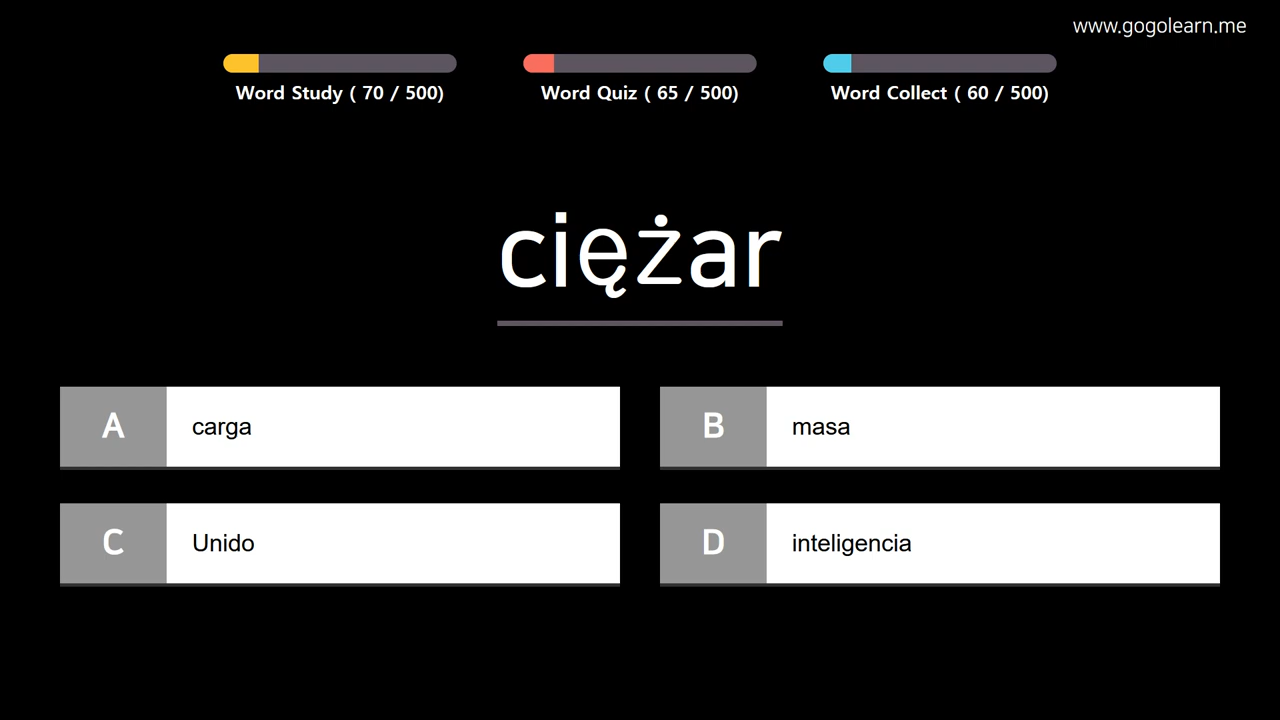 www.gogolearn.me
Word Study ( 70 / 500)
Word Quiz ( 65 / 500)
Word Collect ( 60 / 500)
ciężar
A
carga
B
masa
C
Unido
D
inteligencia